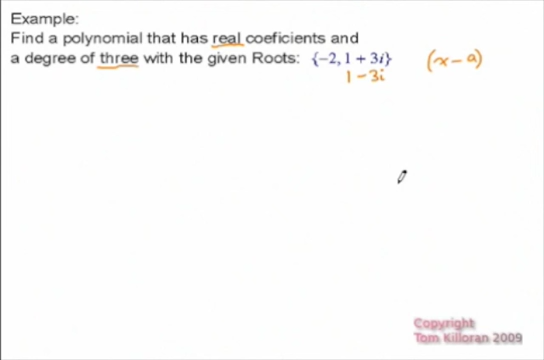 Example:
Find a polynomial that has real coeficients and
a degree of three with the given Roots: {−2, 1 + 3i} (x − a)
1 − 3i
Copyright
Tom Killoran 2009